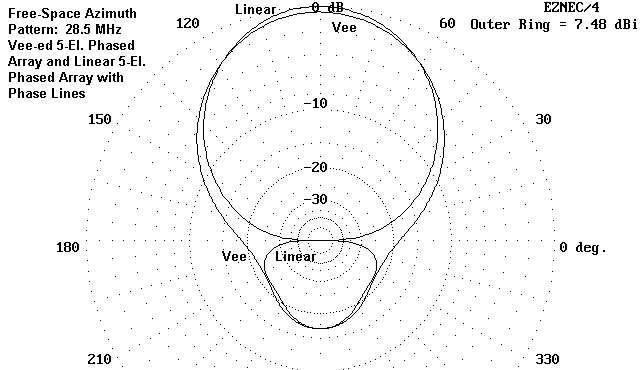 Free-Space Azimuth
Pattern:  28.5 MHz
Vee-ed 5-El. Phased
Array and Linear 5-El.
Phased Array with
Phase Lines
EZNEC/4
Outer Ring = 7.48 dBi
Linear
0 dB
Vee
120
60
-10
150
30
-20
-30
180
0 deg.
Vee
Linear
210
330